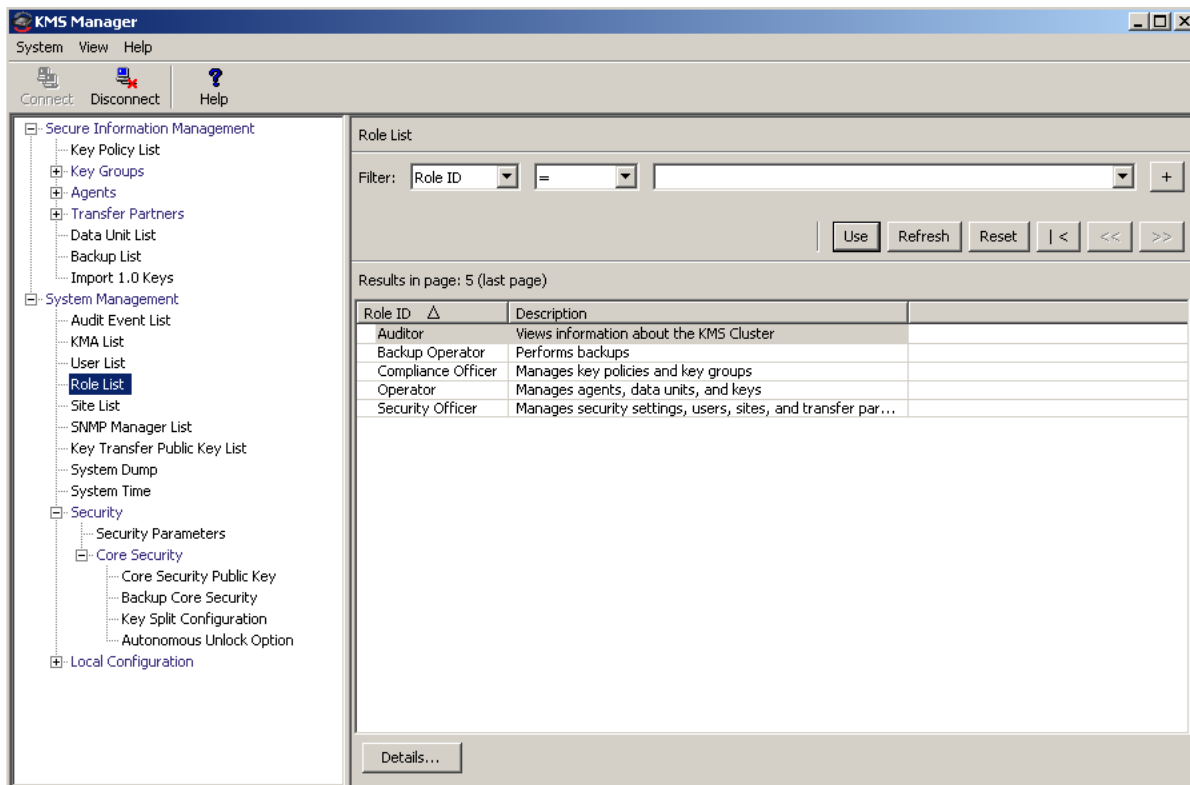 KMS Manager
System View Help
Connect Disconnect Help
Secure Information Management
Key Policy List
Key Groups
Agents
Transfer Partners
Data Unit List
Backup List
Import 1.0 Keys
System Management
Audit Event List
KMA List
User List
Role List
Site List
SNMP Manager List
Key Transfer Public Key List
System Dump
System Time
Security
Security Parameters
Core Security
Core Security Public Key
Backup Core Security
Key Split Configuration
Autonomous Unlock Option
Local Configuration
Role List
Filter: Role ID = +
Use Refresh Reset |< << >>
Results in page: 5 (last page)
Role ID Description
Auditor Views information about the KMS Cluster
Backup Operator Performs backups
Compliance Officer Manages key policies and key groups
Operator Manages agents, data units, and keys
Security Officer Manages security settings, users, sites, and transfer par...
Details...